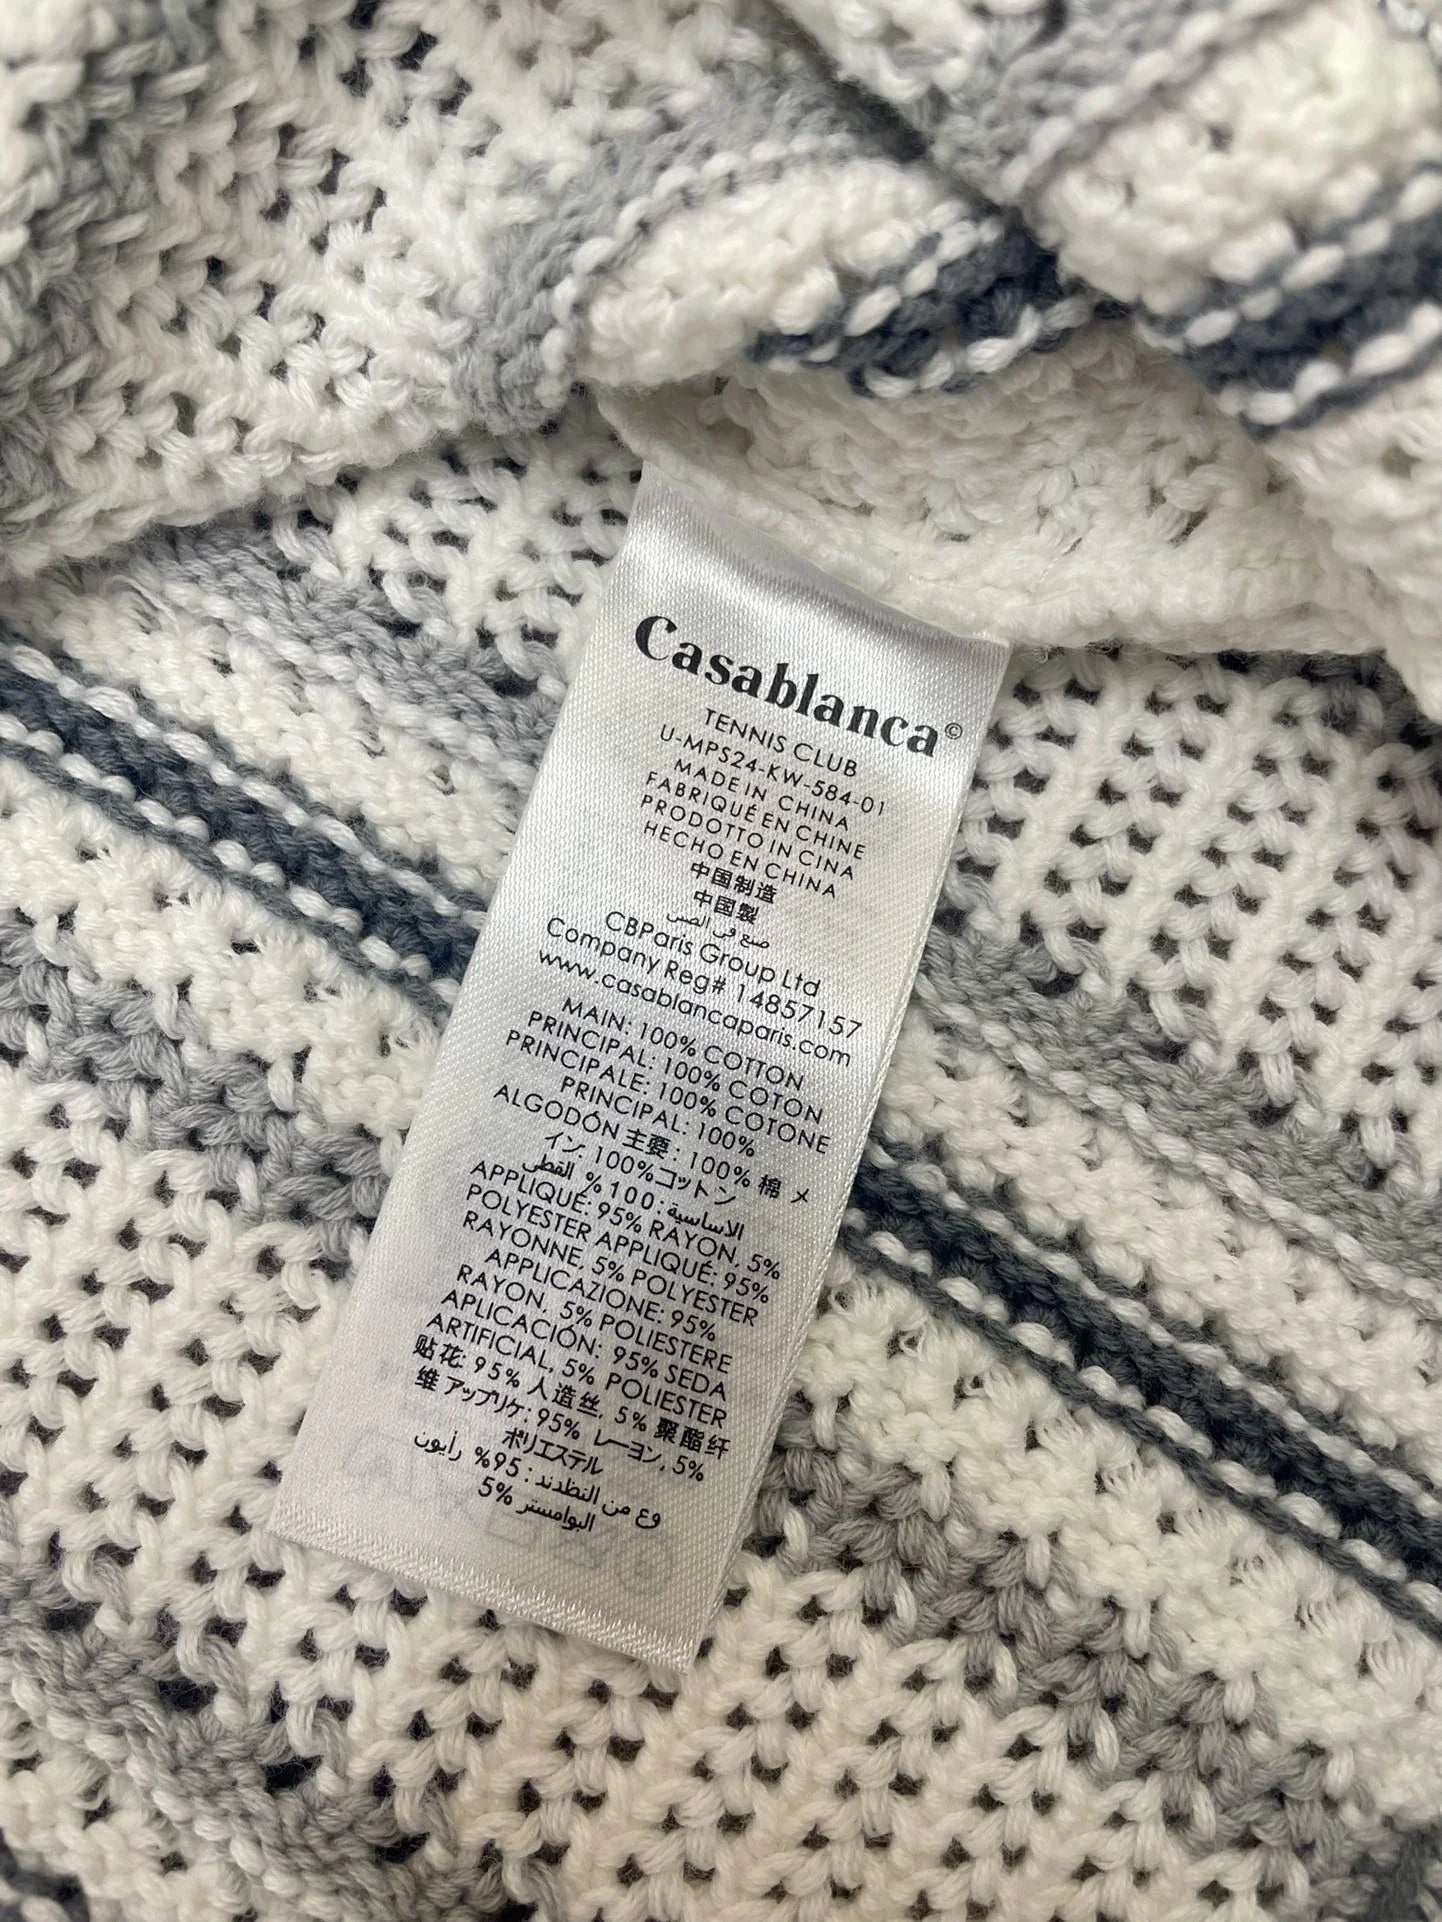 Casablanca©
TENNIS CLUB
U-MPS24-KW-584-01
MADE IN CHINA
FABRIQUÉ EN CHINE
PRODOTTO IN CINA
HECHO EN CHINA
中国制造
中国製
صنع في الصين
CBParis Group Ltd
Company Reg# 14857157
www.casablancaparis.com
MAIN: 100% COTTON
PRINCIPAL: 100% COTON
PRINCIPALE: 100% COTONE
PRINCIPAL: 100%
ALGODÓN 主要: 100% 棉 メ
イン: 100%コットン
الاساسية: 100% القطن
APPLIQUE: 95% RAYON, 5%
POLYESTER APPLIQUÉ: 95%
RAYONNE, 5% POLYESTER
APPLICAZIONE: 95%
RAYON, 5% POLIESTERE
APLICACIÓN: 95% SEDA
ARTIFICIAL, 5% POLIESTER
贴花: 95% 人造丝, 5% 聚酯纤
维 アップリケ: 95% レーヨン, 5%
ポリエステル
وع من النظدند: 95% رأيون
5% البوامستر